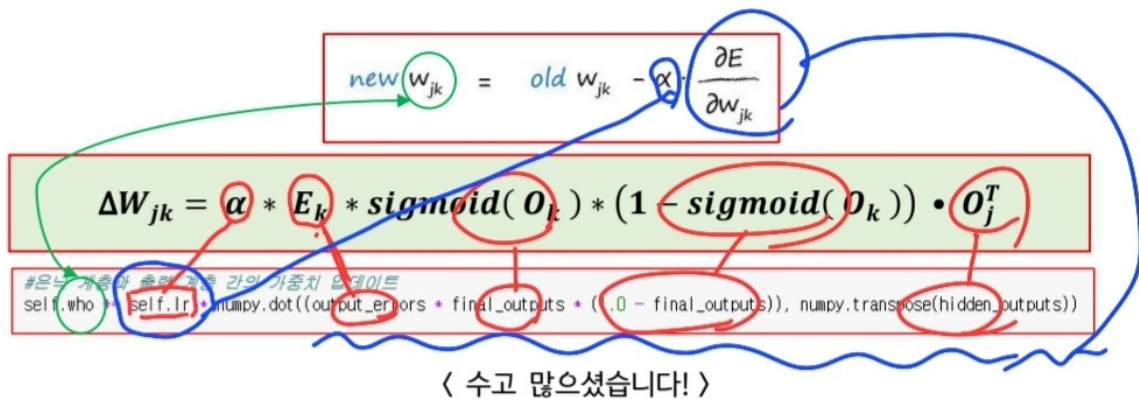 new w_jk = old w_jk - α · ∂E/∂w_jk
ΔW_jk = α * E_k * sigmoid( O_k ) * (1 - sigmoid( O_k )) • O_j^T
#은닉 계층과 출력 계층 간의 가중치 업데이트
self.who += self.lr * numpy.dot((output_errors * final_outputs * (1.0 - final_outputs)), numpy.transpose(hidden_outputs))
< 수고 많으셨습니다! >